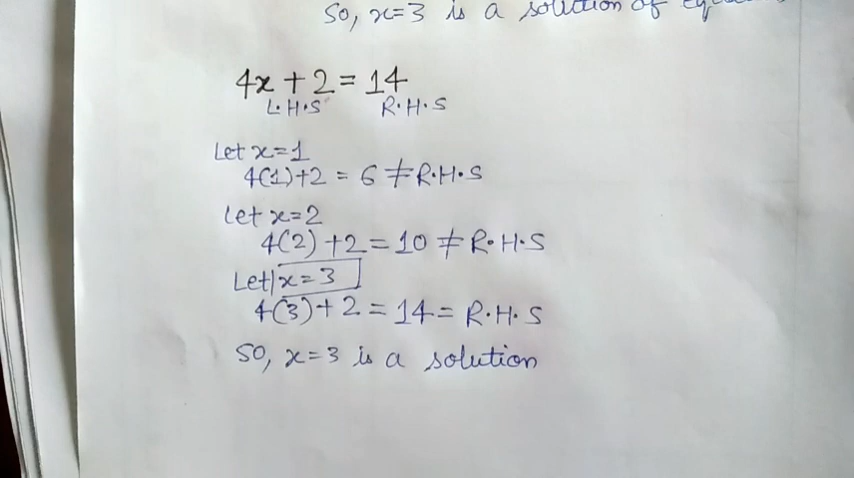 So, x=3 is a solution of
4x + 2 = 14
L.H.S R.H.S
Let x=1
4(1)+2 = 6 ≠ R.H.S
Let x=2
4(2) +2 = 10 ≠ R.H.S
Let x = 3
4(3)+ 2 = 14 = R.H.S
So, x=3 is a solution